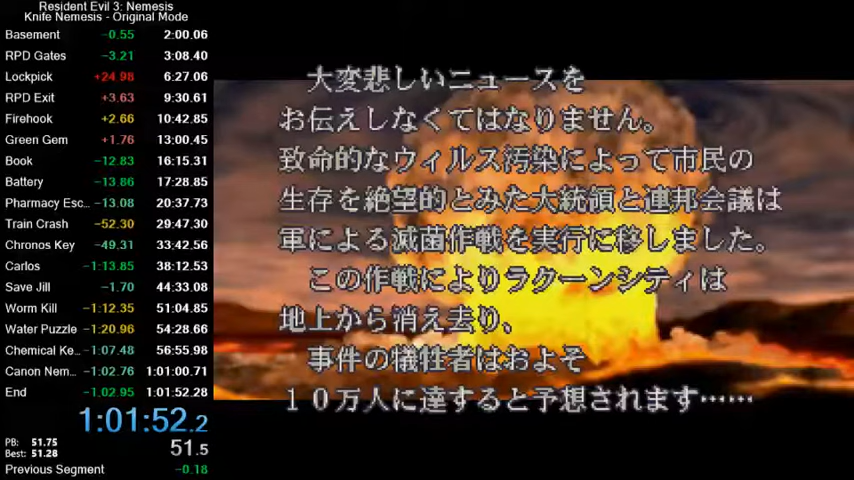 Resident Evil 3: Nemesis
Knife Nemesis - Original Mode
Basement −0.55 2:00.06
RPD Gates −3.21 3:08.40
Lockpick +24.98 6:27.06
RPD Exit +3.63 9:30.61
Firehook +2.66 10:42.85
Green Gem +1.76 13:00.45
Book −12.83 16:15.31
Battery −13.86 17:28.85
Pharmacy Esc... −13.08 20:37.73
Train Crash −52.30 29:47.30
Chronos Key −49.31 33:42.56
Carlos −1:13.85 38:12.53
Save Jill −1.70 44:33.08
Worm Kill −1:12.35 51:04.85
Water Puzzle −1:20.96 54:28.66
Chemical Ke... −1:07.48 56:55.98
Canon Nem... −1:02.76 1:01:00.71
End −1:02.95 1:01:52.28
1:01:52.2
PB: 51.75
Best: 51.28
51.5
Previous Segment −0.18
大変悲しいニュースを
お伝えしなくてはなりません。
致命的なウィルス汚染によって市民の
生存を絶望的とみた大統領と連邦会議は
軍による滅菌作戦を実行に移しました。
この作戦によりラクーンシティは
地上から消え去り、
事件の犠牲者はおよそ
１０万人に達すると予想されます……